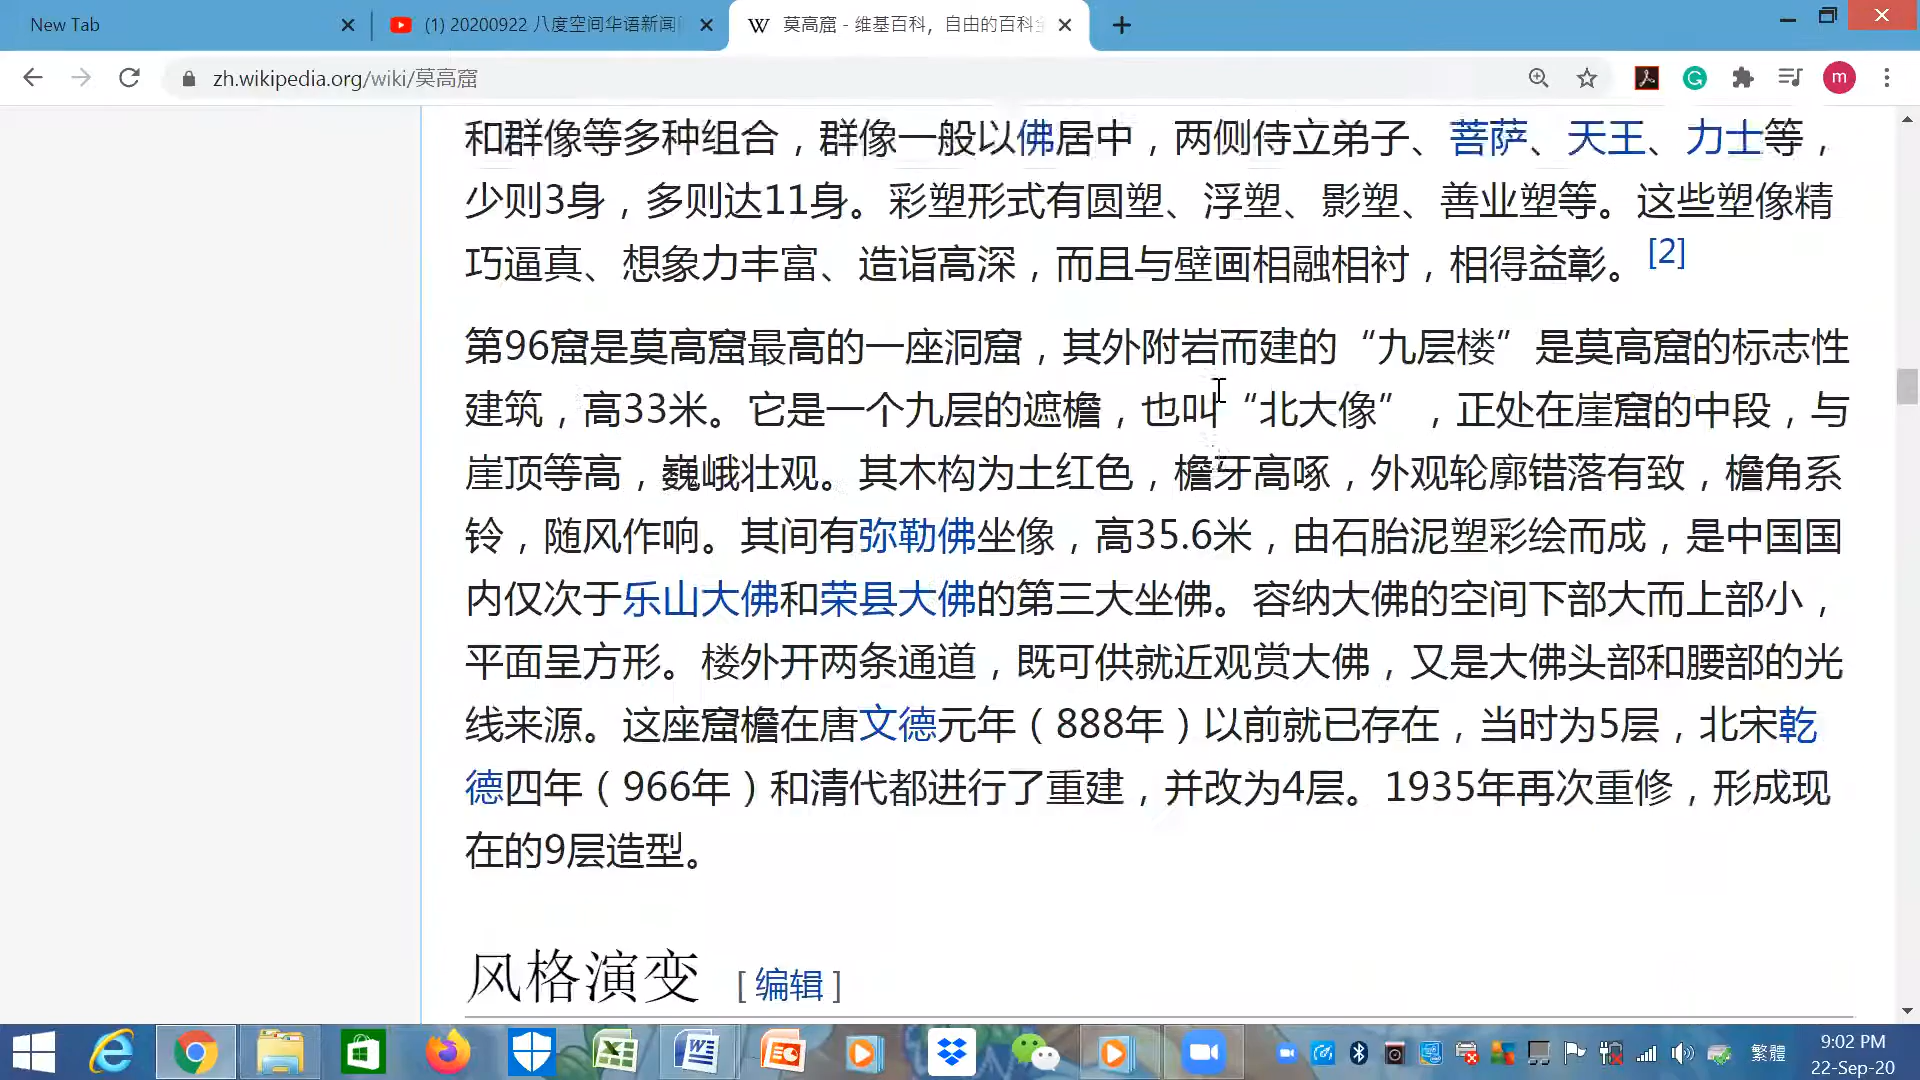 New Tab
(1) 20200922 八度空间华语新闻
莫高窟 - 维基百科，自由的百科全
zh.wikipedia.org/wiki/莫高窟
m
和群像等多种组合，群像一般以佛居中，两侧侍立弟子、菩萨、天王、力士等，
少则3身，多则达11身。彩塑形式有圆塑、浮塑、影塑、善业塑等。这些塑像精
巧逼真、想象力丰富、造诣高深，而且与壁画相融相衬，相得益彰。[2]
第96窟是莫高窟最高的一座洞窟，其外附岩而建的“九层楼”是莫高窟的标志性
建筑，高33米。它是一个九层的遮檐，也叫“北大像”，正处在崖窟的中段，与
崖顶等高，巍峨壮观。其木构为土红色，檐牙高啄，外观轮廓错落有致，檐角系
铃，随风作响。其间有弥勒佛坐像，高35.6米，由石胎泥塑彩绘而成，是中国国
内仅次于乐山大佛和荣县大佛的第三大坐佛。容纳大佛的空间下部大而上部小，
平面呈方形。楼外开两条通道，既可供就近观赏大佛，又是大佛头部和腰部的光
线来源。这座窟檐在唐文德元年（888年）以前就已存在，当时为5层，北宋乾
德四年（966年）和清代都进行了重建，并改为4层。1935年再次重修，形成现
在的9层造型。
风格演变 [编辑]
繁體
9:02 PM
22-Sep-20